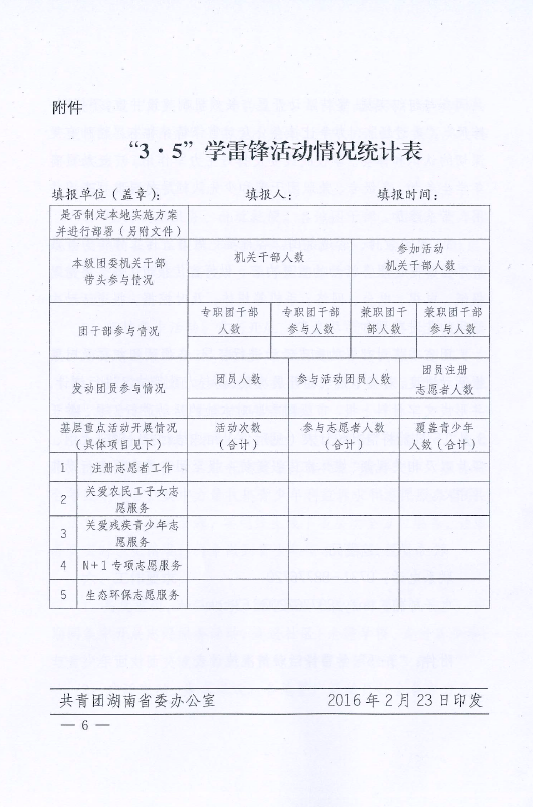 附件
“3·5”学雷锋活动情况统计表
填报单位(盖章): 填报人: 填报时间:
是否制定本地实施方案
并进行部署(另附文件)
本级团委机关干部
带头参与情况
机关干部人数
参加活动
机关干部人数
团干部参与情况
专职团干部
人数
专职团干部
参与人数
兼职团干
部人数
兼职团干部
参与人数
发动团员参与情况
团员人数
参与活动团员人数
团员注册
志愿者人数
基层重点活动开展情况
(具体项目见下)
活动次数
(合计)
参与志愿者人数
(合计)
覆盖青少年
人数(合计)
1 注册志愿者工作
2 关爱农民工子女志
愿服务
3 关爱残疾青少年志
愿服务
4 N+1专项志愿服务
5 生态环保志愿服务
共青团湖南省委办公室 2016年2月23日印发
— 6 —